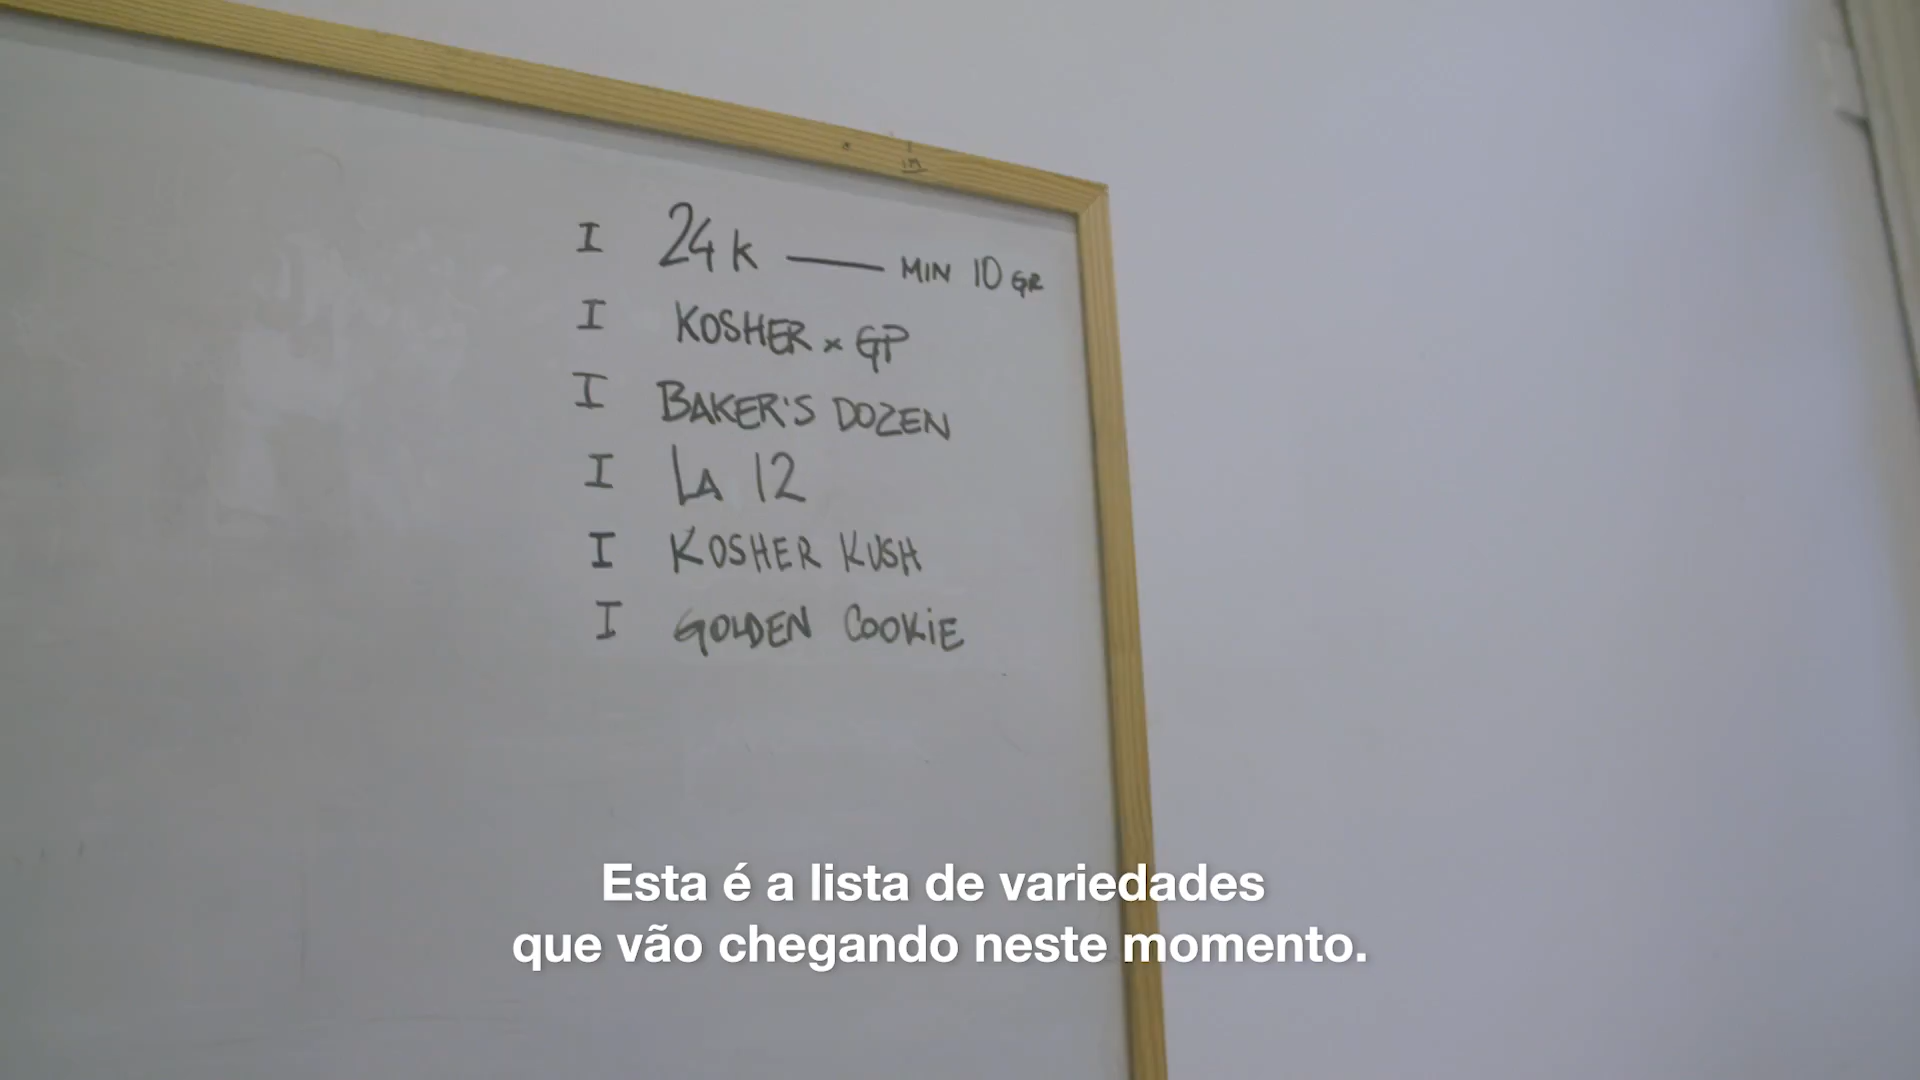 I 24K — MIN 10 GR
I KOSHER x GP
I BAKER'S DOZEN
I LA 12
I KOSHER KUSH
I GOLDEN COOKiE
Esta é a lista de variedades
que vão chegando neste momento.